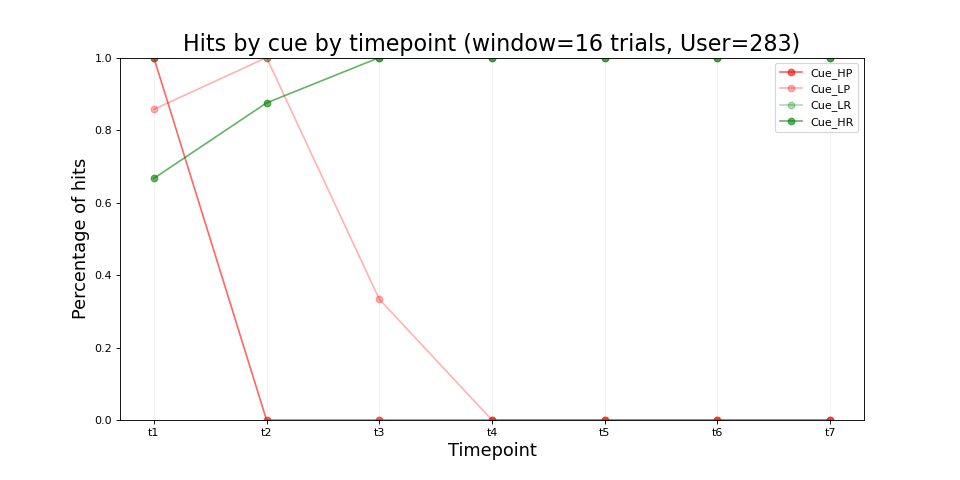 Hits by cue by timepoint (window=16 trials, User=283)
Percentage of hits
1.0
0.8
0.6
0.4
0.2
0.0
Cue_HP
Cue_LP
Cue_LR
Cue_HR
t1 t2 t3 t4 t5 t6 t7
Timepoint